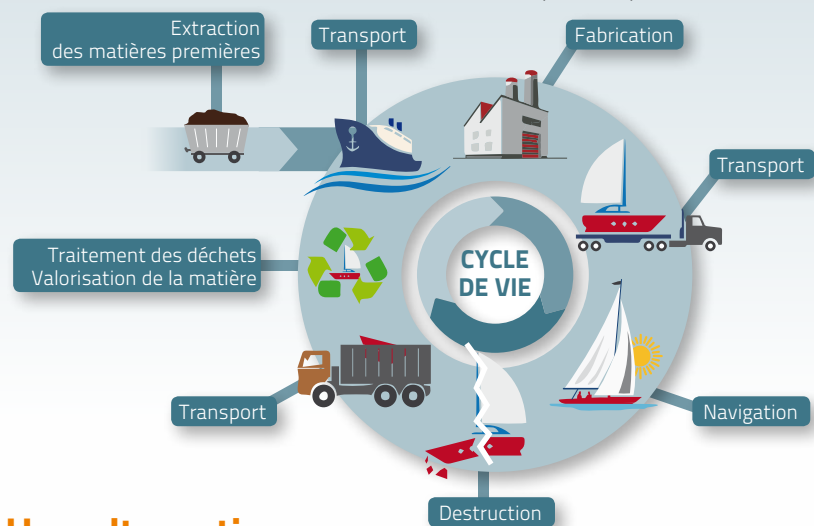 Extraction
des matières premières
Transport
Fabrication
Transport
Traitement des déchets
Valorisation de la matière
CYCLE
DE VIE
Transport
Navigation
Destruction